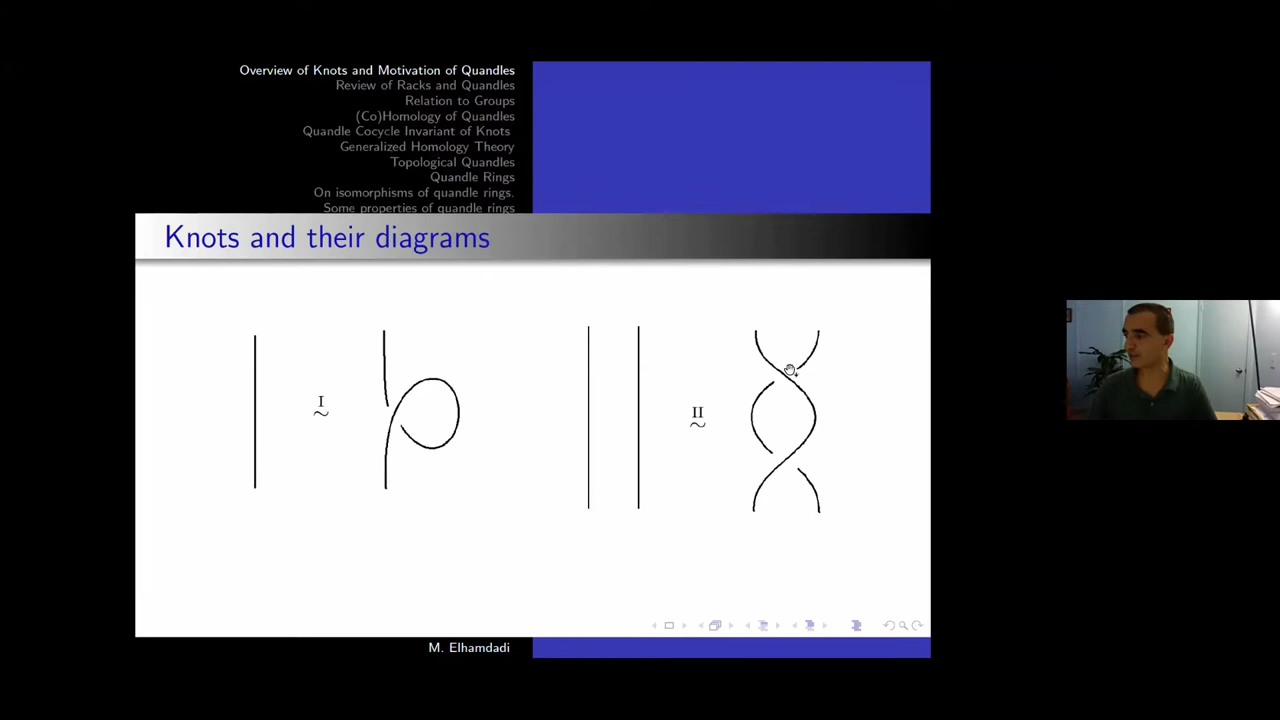 Overview of Knots and Motivation of Quandles
Review of Racks and Quandles
Relation to Groups
(Co)Homology of Quandles
Quandle Cocycle Invariant of Knots
Generalized Homology Theory
Topological Quandles
Quandle Rings
On isomorphisms of quandle rings.
Some properties of quandle rings
Knots and their diagrams
I
~
II
~
M. Elhamdadi